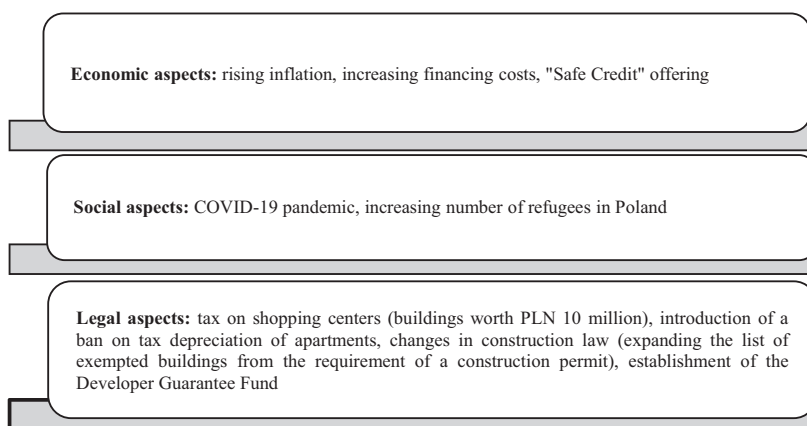 Economic aspects: rising inflation, increasing financing costs, "Safe Credit" offering
Social aspects: COVID-19 pandemic, increasing number of refugees in Poland
Legal aspects: tax on shopping centers (buildings worth PLN 10 million), introduction of a
ban on tax depreciation of apartments, changes in construction law (expanding the list of
exempted buildings from the requirement of a construction permit), establishment of the
Developer Guarantee Fund